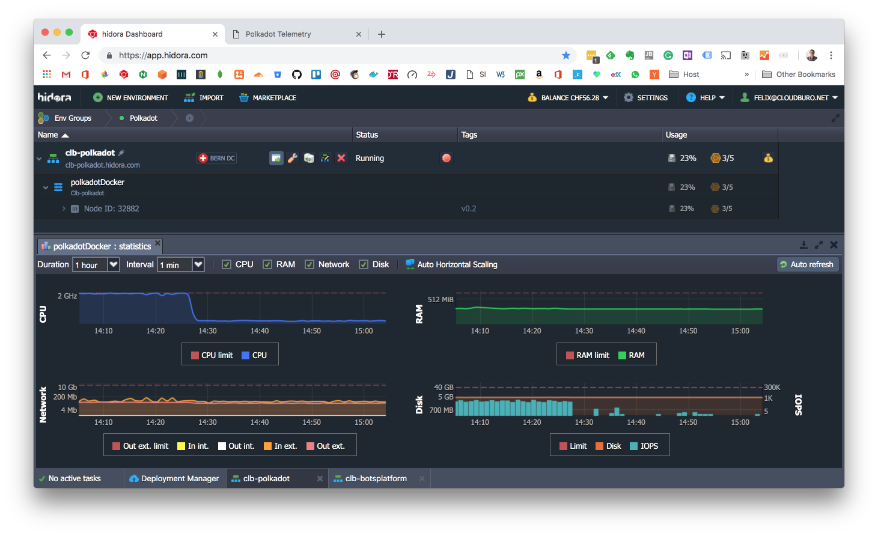 hidora Dashboard
Polkadot Telemetry
https://app.hidora.com
SI
Host
Other Bookmarks
hidora
NEW ENVIRONMENT
IMPORT
MARKETPLACE
BALANCE CHF56.28
SETTINGS
HELP
FELIX@CLOUDBURO.NET
Env Groups
Polkadot
Name
Status
Tags
Usage
clb-polkadot
clb-polkadot.hidora.com
BERN DC
Running
23%
3/5
polkadotDocker
Clb-polkadot
23%
3/5
Node ID: 32882
v0.2
23%
3/5
polkadotDocker : statistics
Duration
1 hour
Interval
1 min
CPU
RAM
Network
Disk
Auto Horizontal Scaling
Auto refresh
CPU
2 GHz
14:10
14:20
14:30
14:40
14:50
15:00
CPU limit
CPU
RAM
512 MiB
14:10
14:20
14:30
14:40
14:50
15:00
RAM limit
RAM
Network
10 Gb
200 Mb
4 Mb
14:10
14:20
14:30
14:40
14:50
15:00
Out ext. limit
In int.
Out int.
In ext.
Out ext.
Disk
40 GB
5 GB
700 MB
300K
1K
5
IOPS
14:10
14:20
14:30
14:40
14:50
15:00
Limit
Disk
IOPS
No active tasks
Deployment Manager
clb-polkadot
clb-botsplatform